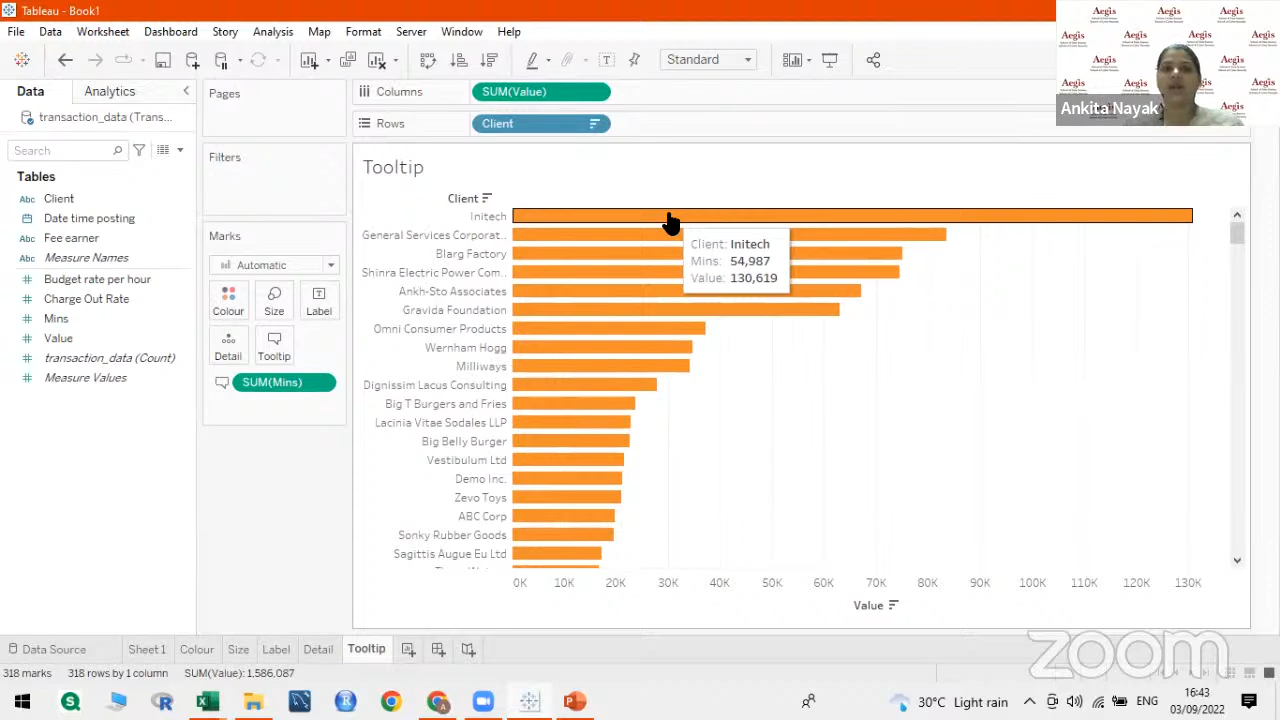 Tableau - Book1
File Data Worksheet Dashboard Story Analysis Map Format Server Window Help
Standard
Data Analytics
transaction_data (Trans...
Search
Tables
Client
Date time posting
Fee earner
Measure Names
Budget rate per hour
Charge Out Rate
Mins
Value
transaction_data (Count)
Measure Values
Pages
Filters
Marks
Automatic
Colour Size Label
Detail Tooltip
SUM(Mins)
Columns SUM(Value)
Rows Client
Tooltip
Client
Initech
General Services Corporat..
Blarg Factory
Shinra Electric Power Com..
Ankh-Sto Associates
Gravida Foundation
Omni Consumer Products
Wernham Hogg
Milliways
Dignissim Lacus Consulting
Big T Burgers and Fries
Lacinia Vitae Sodales LLP
Big Belly Burger
Vestibulum Ltd
Demo Inc.
Zevo Toys
ABC Corp
Sonky Rubber Goods
Sagittis Augue Eu Ltd
Client: Initech
Mins: 54,987
Value: 130,619
0K 10K 20K 30K 40K 50K 60K 70K 80K 90K 100K 110K 120K 130K
Value
Aegis
Ankita Nayak
Data Source Sheet 1 Colour Size Label Detail Tooltip
318 marks 318 rows by 1 column SUM(Value): 1,586,087
zoom
30°C Light rain
ENG
16:43
03/09/2022